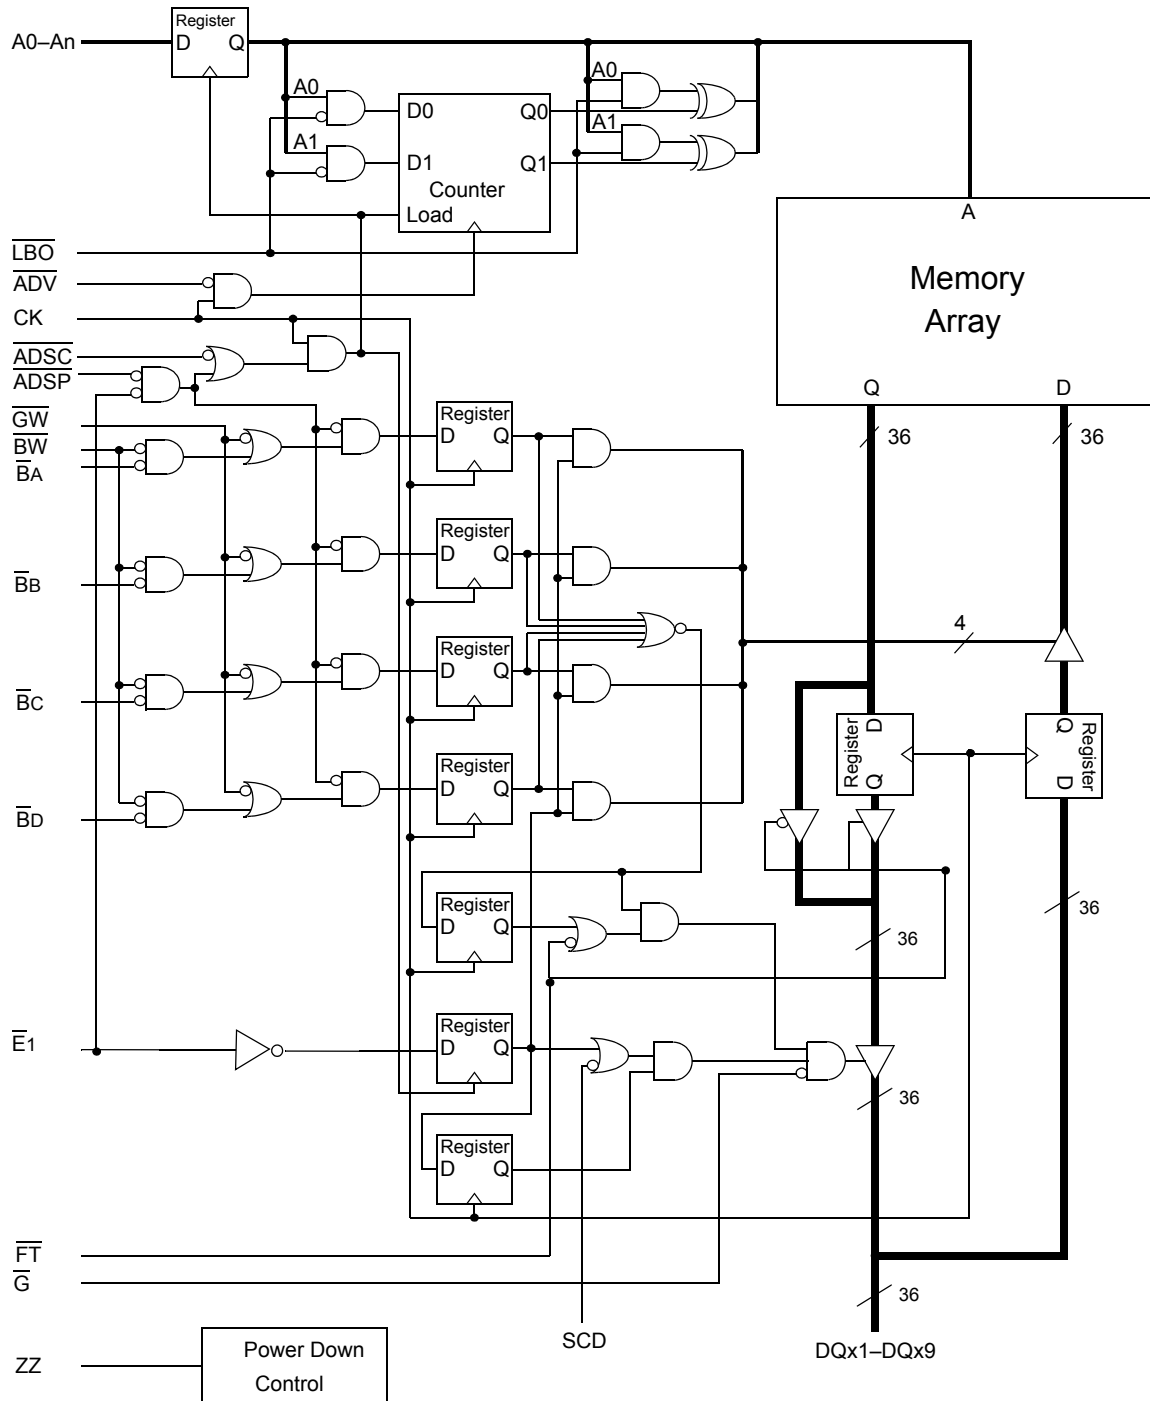 Register
A0–An
D Q
A0
A0
D0
Q0
A1
A1
D1
Q1
Counter
Load
A
LBO
ADV
Memory
Array
CK
ADSC
ADSP
Q
D
GW
Register
36
36
BW
D Q
BA
Register
D Q
BB
4
Register
D Q
BC
Register
D
Q
Q
Register
D
Register
D Q
BD
Register
D Q
36
36
Register
D Q
E1
36
Register
D Q
FT
G
36
SCD
DQx1–DQx9
ZZ
Power Down
Control